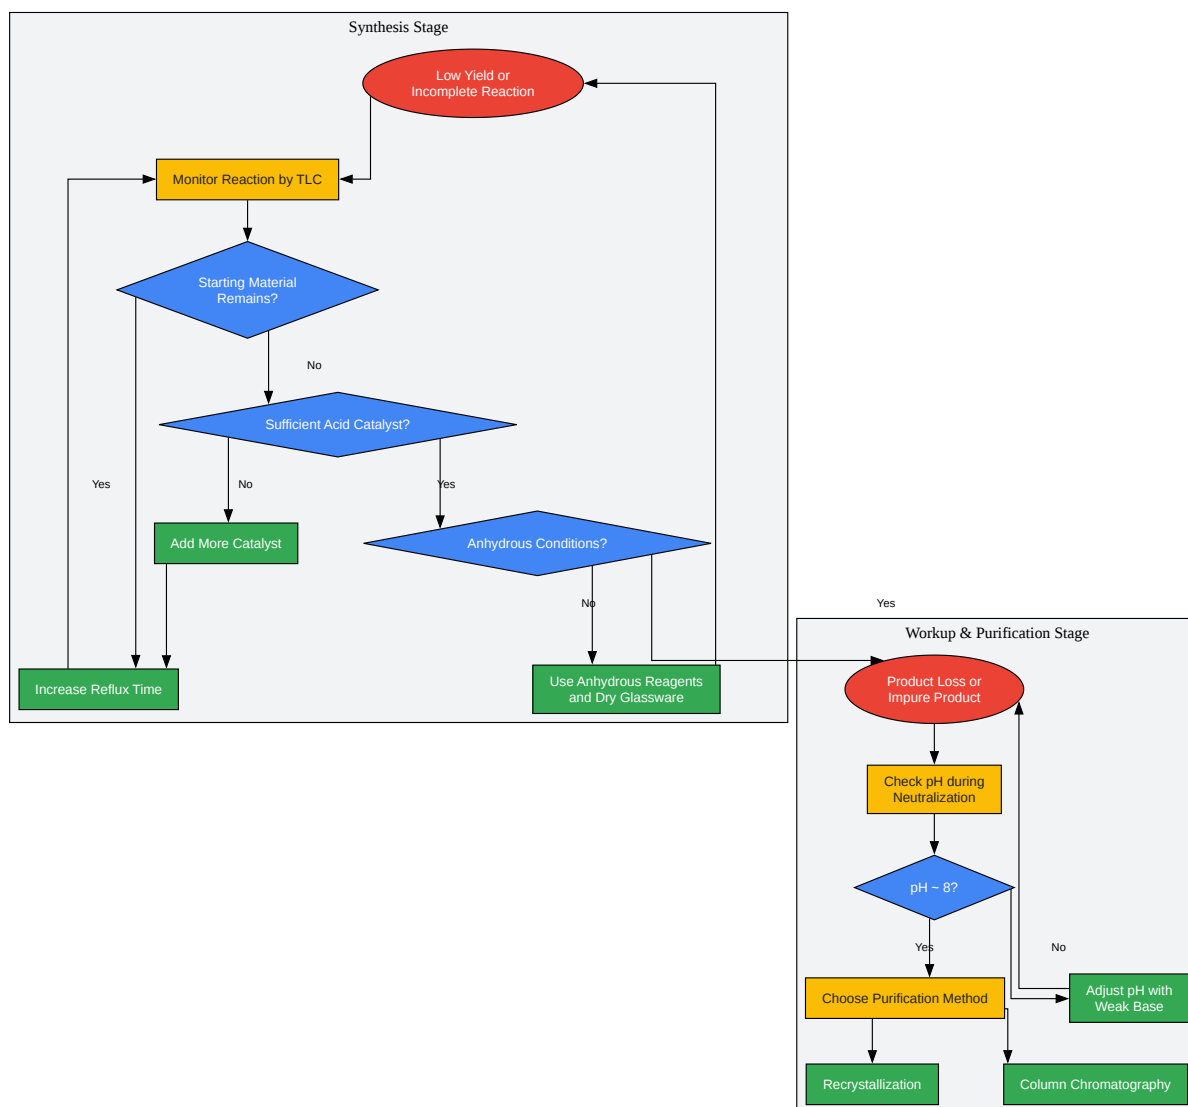 Synthesis Stage
Low Yield or
Incomplete Reaction
Monitor Reaction by TLC
Starting Material
Remains?
No
Sufficient Acid Catalyst?
Yes
No
Yes
Add More Catalyst
Anhydrous Conditions?
No
Yes
Increase Reflux Time
Use Anhydrous Reagents
and Dry Glassware
Workup & Purification Stage
Product Loss or
Impure Product
Check pH during
Neutralization
pH ~ 8?
Yes
No
Choose Purification Method
Adjust pH with
Weak Base
Recrystallization
Column Chromatography